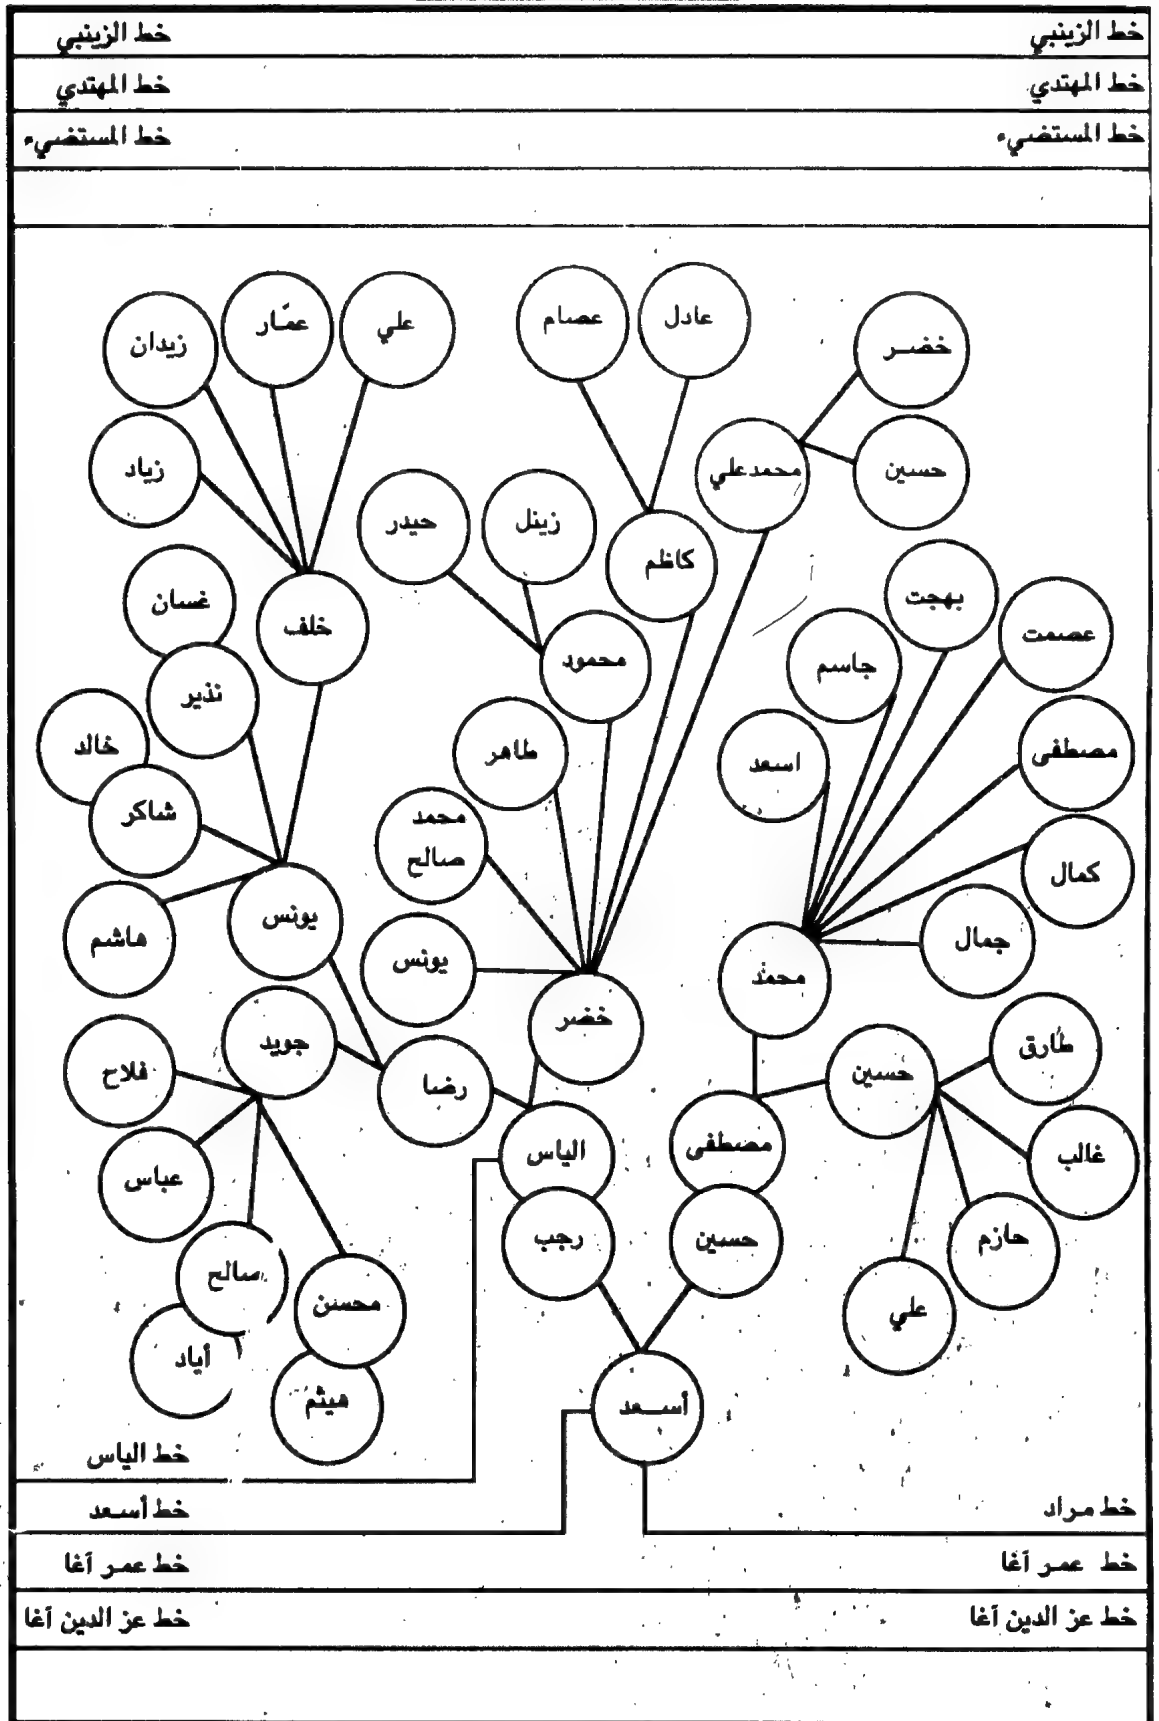 خط الزينبي
خط الزينبي
خط المهتدي
خط المهتدي
خط المستضيء
خط المستضيء
خضر
عادل
عصام
علي
عمّار
زيدان
حسين
محمد علي
زياد
زينل
حيدر
كاظم
بهجت
عصمت
غسان
خلف
جاسم
محمود
نذير
مصطفى
اسعد
طاهر
خالد
شاكر
محمد
صالح
كمال
جمال
يونس
هاشم
محمد
يونس
خضر
جويد
طارق
حسين
رضا
فلاح
غالب
مصطفى
الياس
عباس
حازم
حسين
رجب
صالح
علي
محسن
أياد
أسعد
هيثم
خط الياس
خط مراد
خط أسعد
خط عمر آغا
خط عمر آغا
خط عز الدين آغا
خط عز الدين آغا